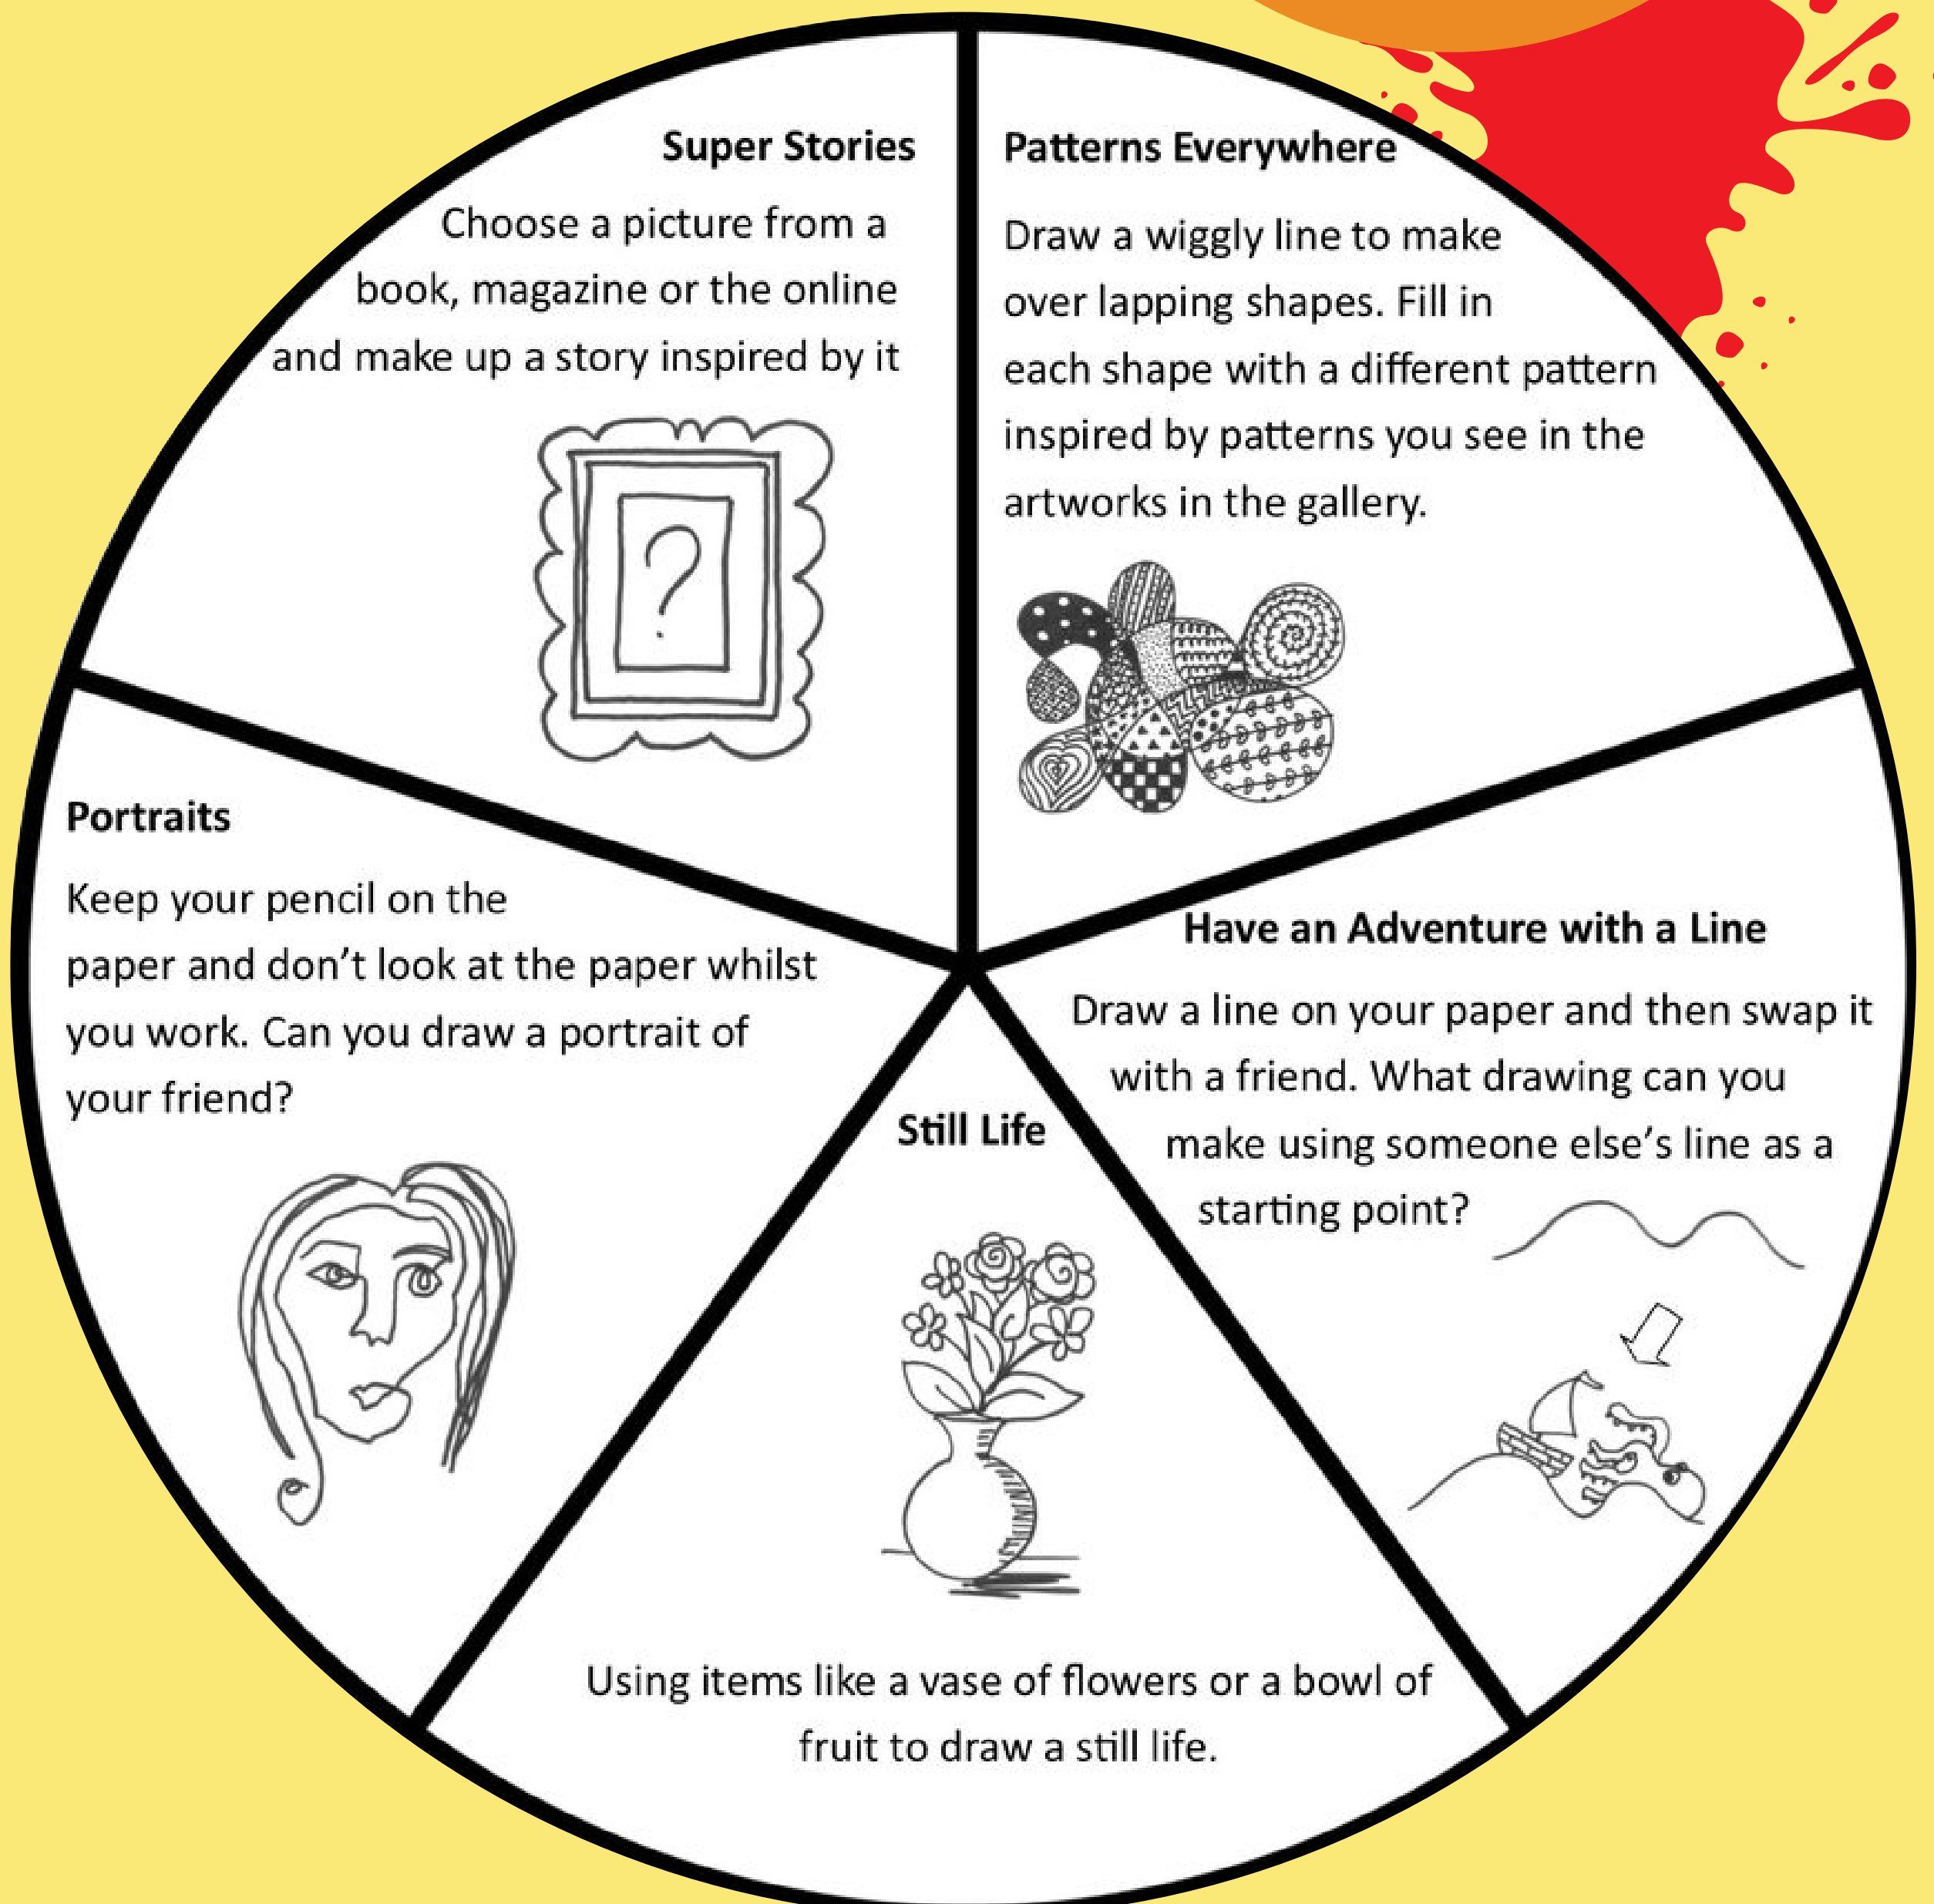 Super Stories
Choose a picture from a
book, magazine or the online
and make up a story inspired by it
?
Patterns Everywhere
Draw a wiggly line to make
over lapping shapes. Fill in
each shape with a different pattern
inspired by patterns you see in the
artworks in the gallery.
Portraits
Keep your pencil on the
paper and don’t look at the paper whilst
you work. Can you draw a portrait of
your friend?
Have an Adventure with a Line
Draw a line on your paper and then swap it
with a friend. What drawing can you
make using someone else’s line as a
starting point?
Still Life
Using items like a vase of flowers or a bowl of
fruit to draw a still life.